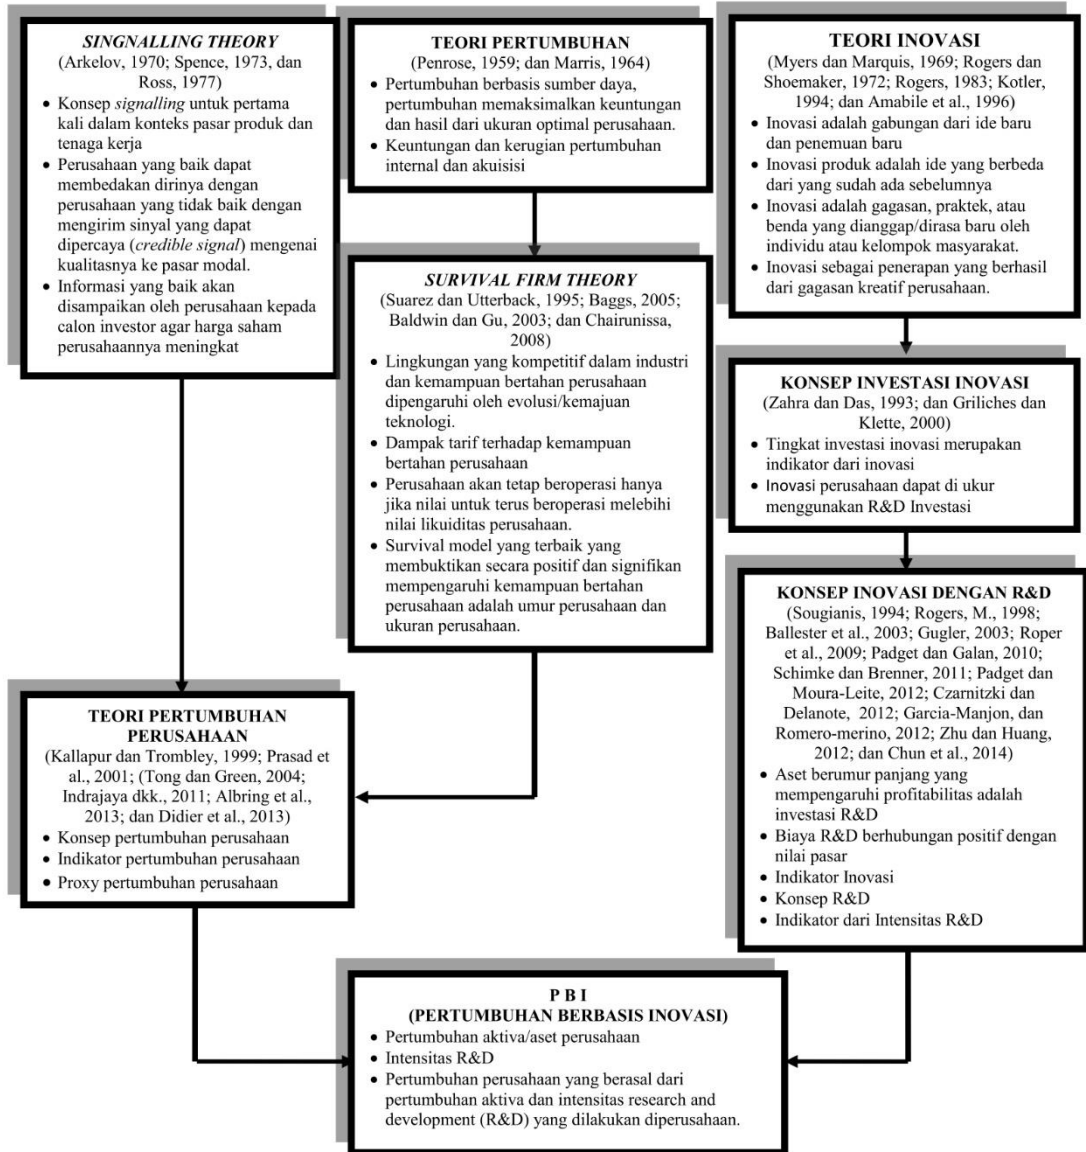 SINGNALLING THEORY
(Arkelov, 1970; Spence, 1973, dan
Ross, 1977)
• Konsep signalling untuk pertama
kali dalam konteks pasar produk dan
tenaga kerja
• Perusahaan yang baik dapat
membedakan dirinya dengan
perusahaan yang tidak baik dengan
mengirim sinyal yang dapat
dipercaya (credible signal) mengenai
kualitasnya ke pasar modal.
• Informasi yang baik akan
disampaikan oleh perusahaan kepada
calon investor agar harga saham
perusahaannya meningkat
TEORI PERTUMBUHAN
(Penrose, 1959; dan Marris, 1964)
• Pertumbuhan berbasis sumber daya,
pertumbuhan memaksimalkan keuntungan
dan hasil dari ukuran optimal perusahaan.
• Keuntungan dan kerugian pertumbuhan
internal dan akuisisi
TEORI INOVASI
(Myers dan Marquis, 1969; Rogers dan
Shoemaker, 1972; Rogers, 1983; Kotler,
1994; dan Amabile et al., 1996)
• Inovasi adalah gabungan dari ide baru
dan penemuan baru
• Inovasi produk adalah ide yang berbeda
dari yang sudah ada sebelumnya
• Inovasi adalah gagasan, praktek, atau
benda yang dianggap/dirasa baru oleh
individu atau kelompok masyarakat.
• Inovasi sebagai penerapan yang berhasil
dari gagasan kreatif perusahaan.
SURVIVAL FIRM THEORY
(Suarez dan Utterback, 1995; Baggs, 2005;
Baldwin dan Gu, 2003; dan Chairunissa,
2008)
• Lingkungan yang kompetitif dalam industri
dan kemampuan bertahan perusahaan
dipengaruhi oleh evolusi/kemajuan
teknologi.
• Dampak tarif terhadap kemampuan
bertahan perusahaan
• Perusahaan akan tetap beroperasi hanya
jika nilai untuk terus beroperasi melebihi
nilai likuiditas perusahaan.
• Survival model yang terbaik yang
membuktikan secara positif dan signifikan
mempengaruhi kemampuan bertahan
perusahaan adalah umur perusahaan dan
ukuran perusahaan.
KONSEP INVESTASI INOVASI
(Zahra dan Das, 1993; dan Griliches dan
Klette, 2000)
• Tingkat investasi inovasi merupakan
indikator dari inovasi
• Inovasi perusahaan dapat di ukur
menggunakan R&D Investasi
KONSEP INOVASI DENGAN R&D
(Sougianis, 1994; Rogers, M., 1998;
Ballester et al., 2003; Gugler, 2003; Roper
et al., 2009; Padget dan Galan, 2010;
Schimke dan Brenner, 2011; Padget dan
Moura-Leite, 2012; Czarnitzki dan
Delanote, 2012; Garcia-Manjon, dan
Romero-merino, 2012; Zhu dan Huang,
2012; dan Chun et al., 2014)
• Aset berumur panjang yang
mempengaruhi profitabilitas adalah
investasi R&D
• Biaya R&D berhubungan positif dengan
nilai pasar
• Indikator Inovasi
• Konsep R&D
• Indikator dari Intensitas R&D
TEORI PERTUMBUHAN
PERUSAHAAN
(Kallapur dan Trombley, 1999; Prasad et
al., 2001; (Tong dan Green, 2004;
Indrajaya dkk., 2011; Albring et al.,
2013; dan Didier et al., 2013)
• Konsep pertumbuhan perusahaan
• Indikator pertumbuhan perusahaan
• Proxy pertumbuhan perusahaan
P B I
(PERTUMBUHAN BERBASIS INOVASI)
• Pertumbuhan aktiva/aset perusahaan
• Intensitas R&D
• Pertumbuhan perusahaan yang berasal dari
pertumbuhan aktiva dan intensitas research and
development (R&D) yang dilakukan diperusahaan.